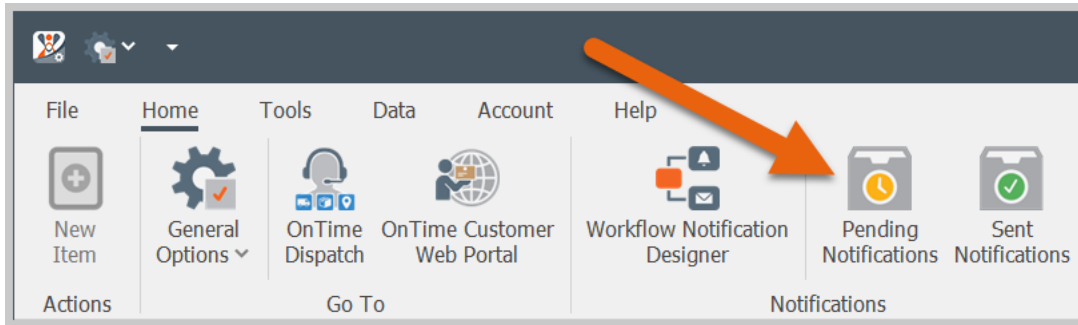 File Home Tools Data Account Help
New Item
General Options
OnTime Dispatch
OnTime Customer Web Portal
Workflow Notification Designer
Pending Notifications
Sent Notifications
Actions Go To Notifications